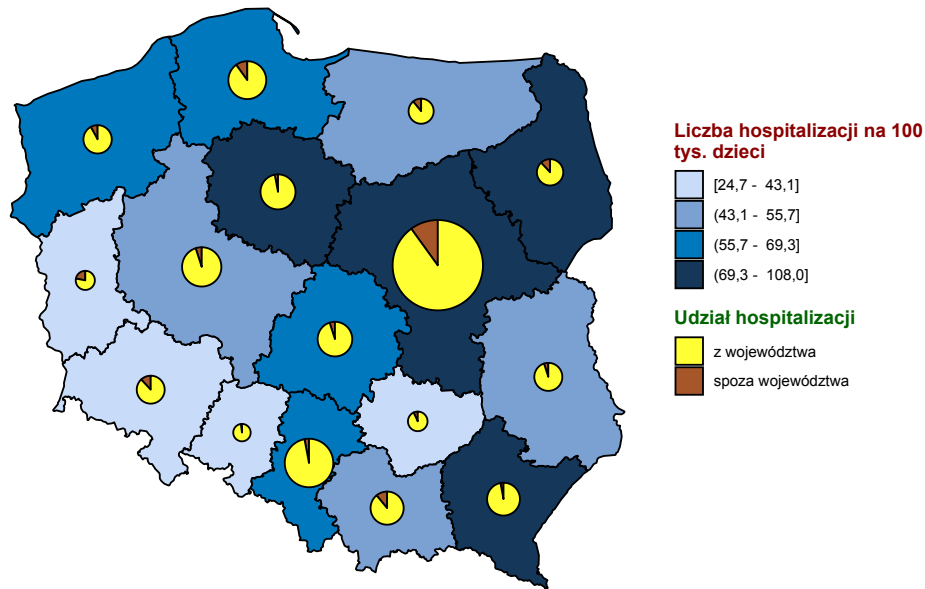 Liczba hospitalizacji na 100
tys. dzieci
[24,7 - 43,1]
(43,1 - 55,7]
(55,7 - 69,3]
(69,3 - 108,0]
Udział hospitalizacji
z województwa
spoza województwa